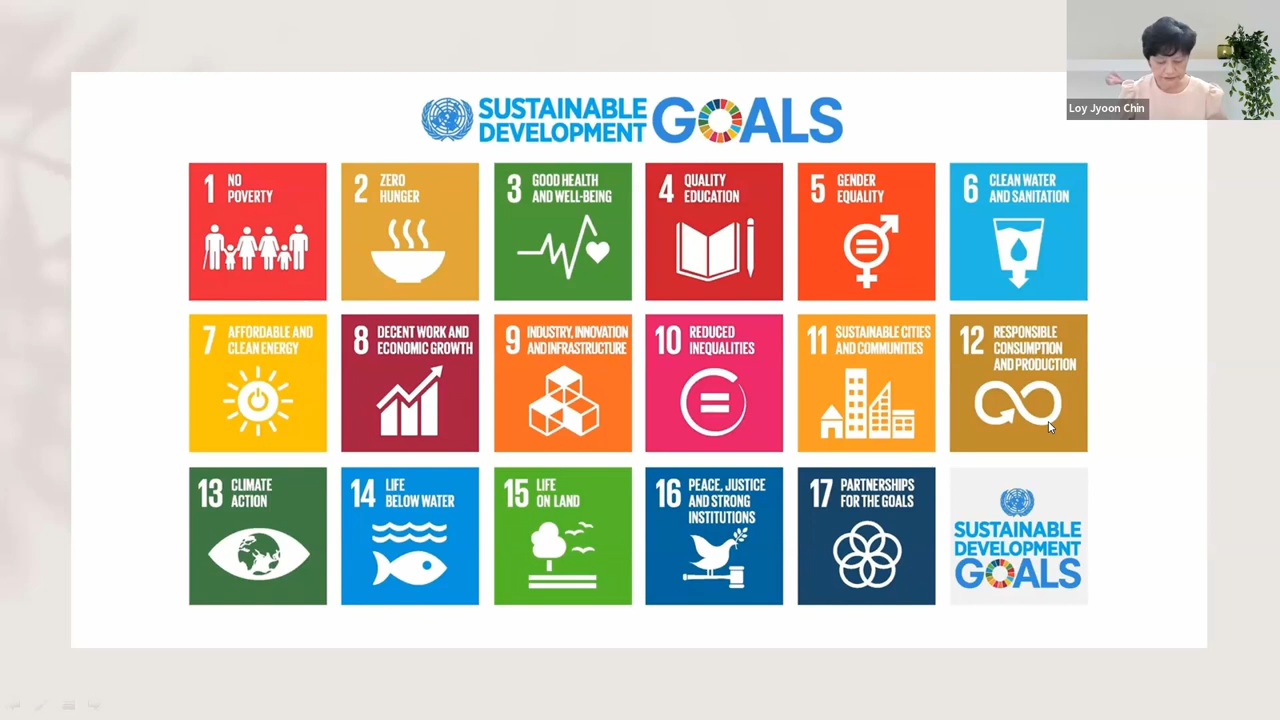 Loy Jyoon Chin
SUSTAINABLE
DEVELOPMENT
GOALS
1 NO
POVERTY
2 ZERO
HUNGER
3 GOOD HEALTH
AND WELL-BEING
4 QUALITY
EDUCATION
5 GENDER
EQUALITY
6 CLEAN WATER
AND SANITATION
7 AFFORDABLE AND
CLEAN ENERGY
8 DECENT WORK AND
ECONOMIC GROWTH
9 INDUSTRY, INNOVATION
AND INFRASTRUCTURE
10 REDUCED
INEQUALITIES
11 SUSTAINABLE CITIES
AND COMMUNITIES
12 RESPONSIBLE
CONSUMPTION
AND PRODUCTION
13 CLIMATE
ACTION
14 LIFE
BELOW WATER
15 LIFE
ON LAND
16 PEACE, JUSTICE
AND STRONG
INSTITUTIONS
17 PARTNERSHIPS
FOR THE GOALS
SUSTAINABLE
DEVELOPMENT
GOALS